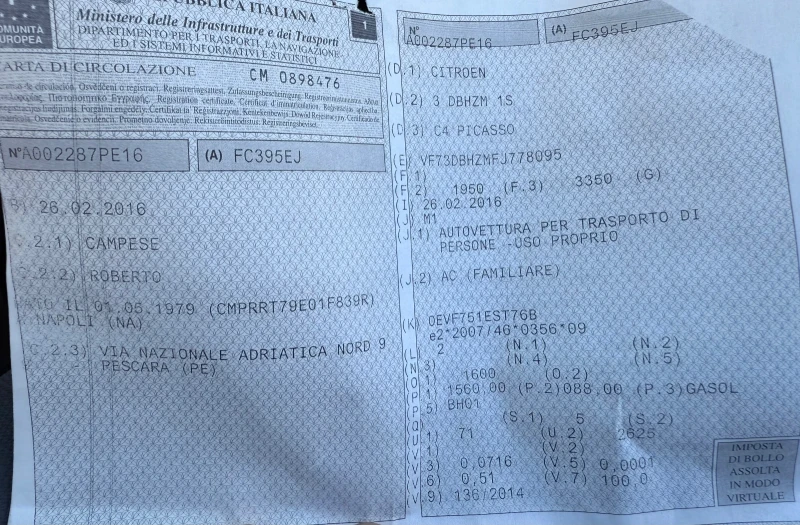 REPUBBLICA ITALIANA
COMUNITÀ EUROPEA
Ministero delle Infrastrutture e dei Trasporti
DIPARTIMENTO PER I TRASPORTI, LA NAVIGAZIONE
ED I SISTEMI INFORMATIVI E STATISTICI
CARTA DI CIRCOLAZIONE CM 0898476
N° A002287PE16 (A) FC395EJ
B) 26.02.2016
C.2.1) CAMPESE
C.2.2) ROBERTO
NATO IL 01.05.1979 (CMPRRT79E01F839R)
A NAPOLI (NA)
C.2.3) VIA NAZIONALE ADRIATICA NORD 9
- PESCARA (PE)
N° A002287PE16 (A) FC395EJ
(D.1) CITROEN
(D.2) 3 DBHZM 1S
(D.3) C4 PICASSO
(E) VF73DBHZMFJ778095
(F.1)
(F.2) 1950 (F.3) 3350 (G)
(I) 26.02.2016
(J) M1
(J.1) AUTOVETTURA PER TRASPORTO DI
PERSONE -USO PROPRIO
(J.2) AC (FAMILIARE)
0EVF751EST76B
(K) e2*2007/46*0356*09
(L) 2 (N.1) (N.2)
(N.3) (N.4) (N.5)
(O.1) 1600 (O.2)
(P.1) 1560.00 (P.2)088.00 (P.3)GASOL
(P.5) BH01
(Q) (S.1) 5 (S.2)
(U.1) 71 (U.2) 2625
(V.1) (V.2)
(V.3) 0,0716 (V.5) 0,0001
(V.6) 0,51 (V.7) 100,0
(V.9) 136/2014
IMPOSTA
DI BOLLO
ASSOLTA
IN MODO
VIRTUALE